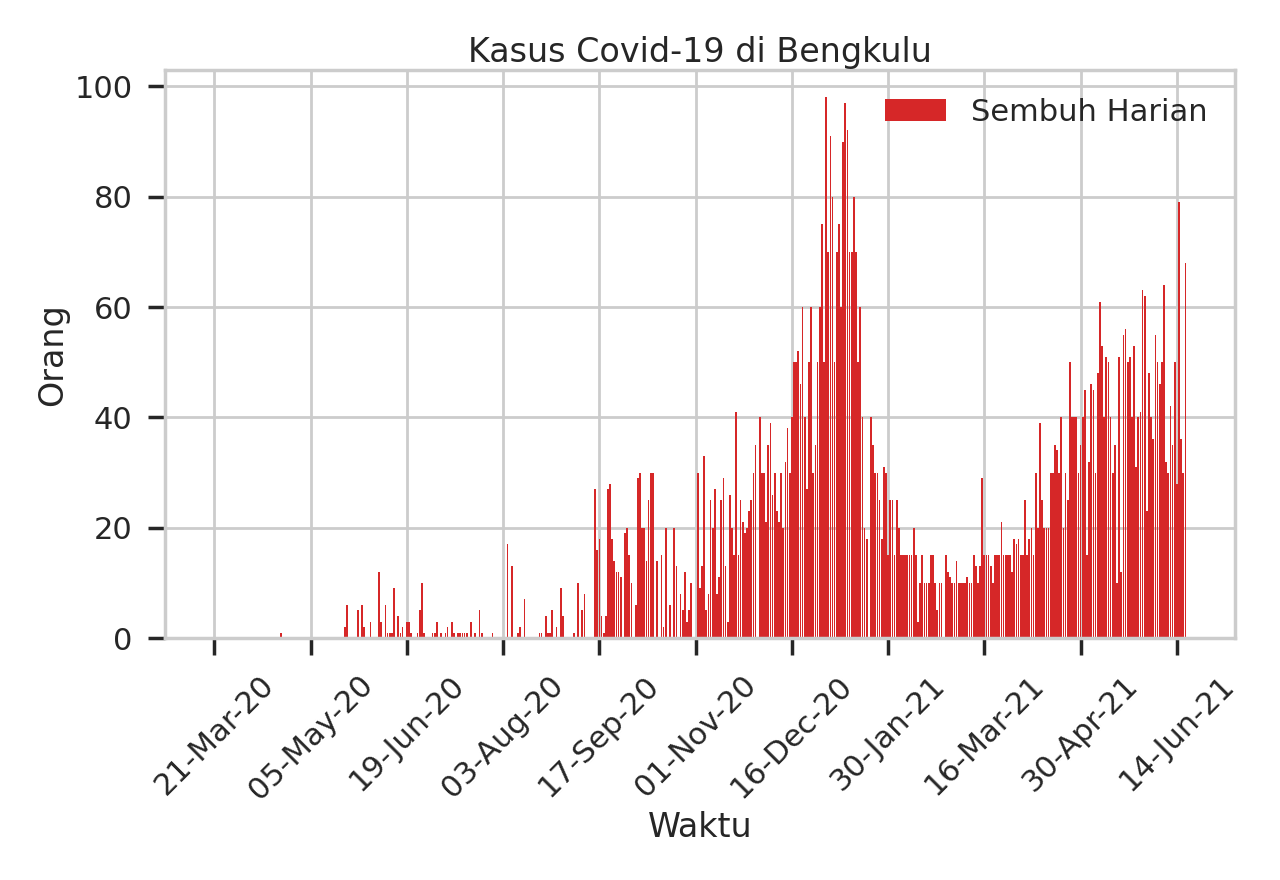 Kasus Covid-19 di Bengkulu
Sembuh Harian
100
80
60
40
20
0
Orang
21-Mar-20
05-May-20
19-Jun-20
03-Aug-20
17-Sep-20
01-Nov-20
16-Dec-20
30-Jan-21
16-Mar-21
30-Apr-21
14-Jun-21
Waktu